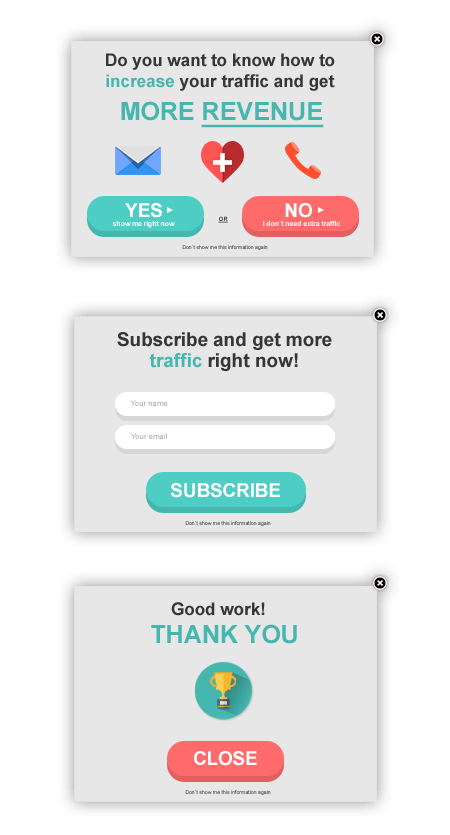 Do you want to know how to
increase your traffic and get
MORE REVENUE
YES
show me right now
OR
NO
I don´t need extra traffic
Don´t show me this information again
Subscribe and get more
traffic right now!
Your name
Your email
SUBSCRIBE
Don´t show me this information again
Good work!
THANK YOU
CLOSE
Don´t show me this information again